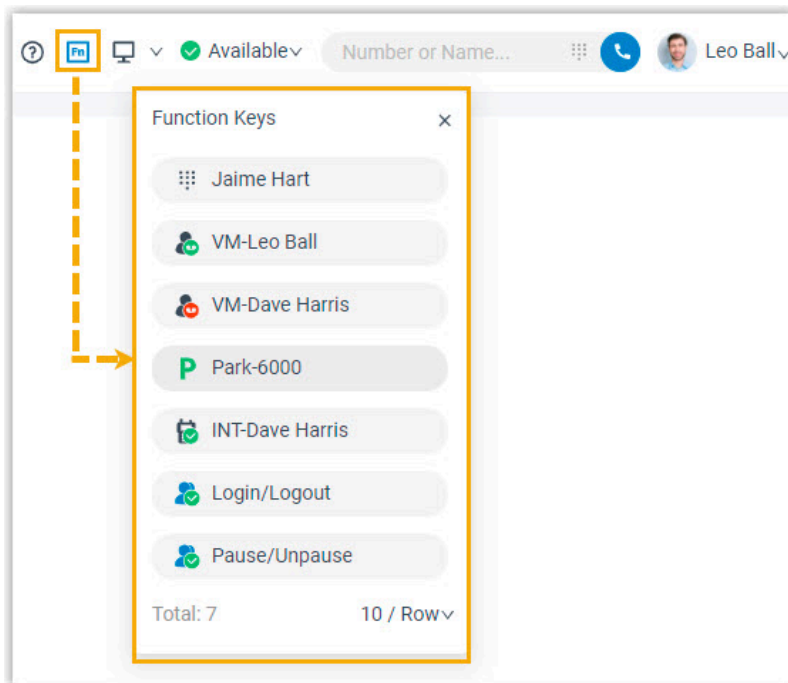 Fn Available Number or Name... Leo Ball
Function Keys
Jaime Hart
VM-Leo Ball
VM-Dave Harris
P Park-6000
INT-Dave Harris
Login/Logout
Pause/Unpause
Total: 7 10 / Row